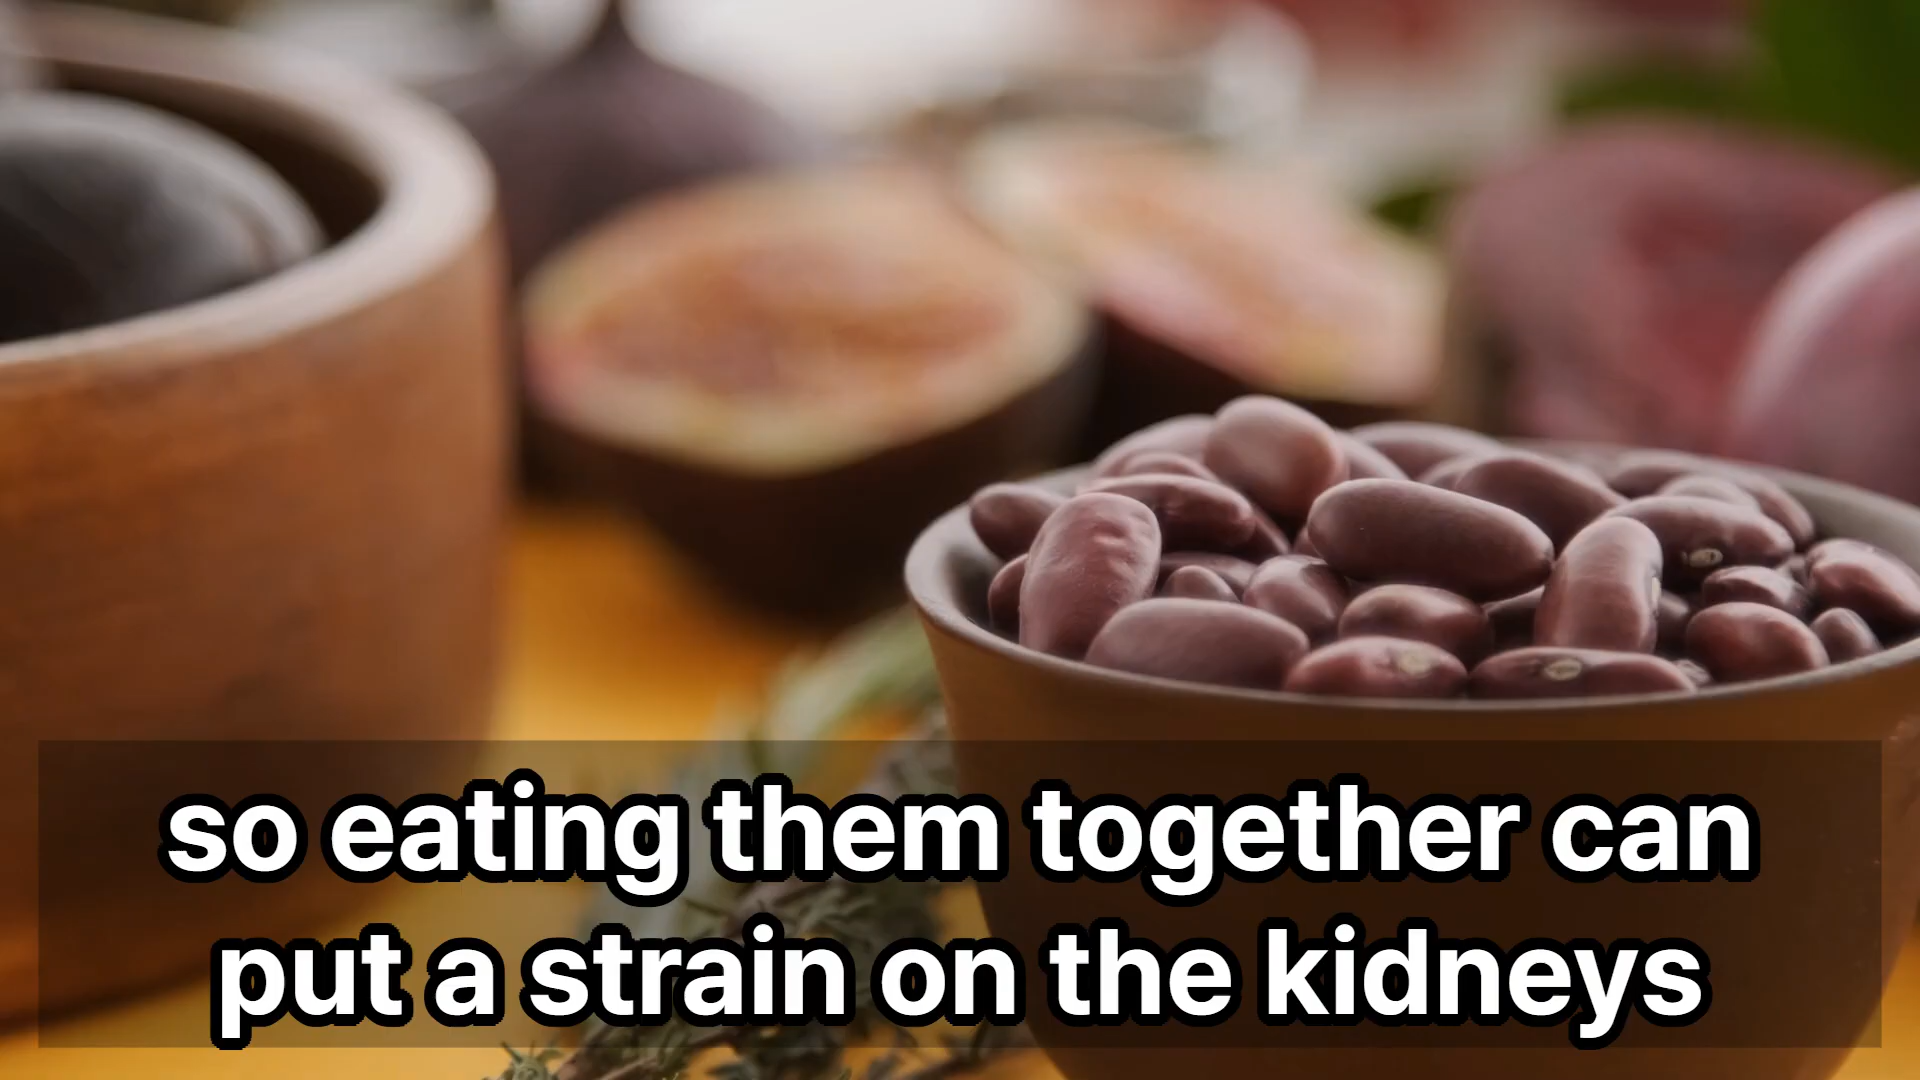 so eating them together can
put a strain on the kidneys